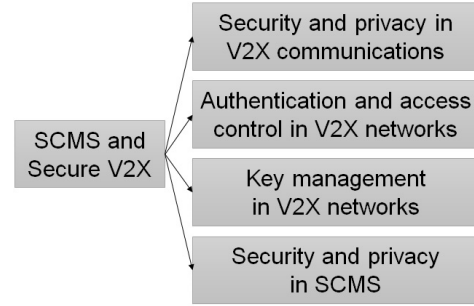 SCMS and
Secure V2X
Security and privacy in
V2X communications
Authentication and access
control in V2X networks
Key management
in V2X networks
Security and privacy
in SCMS